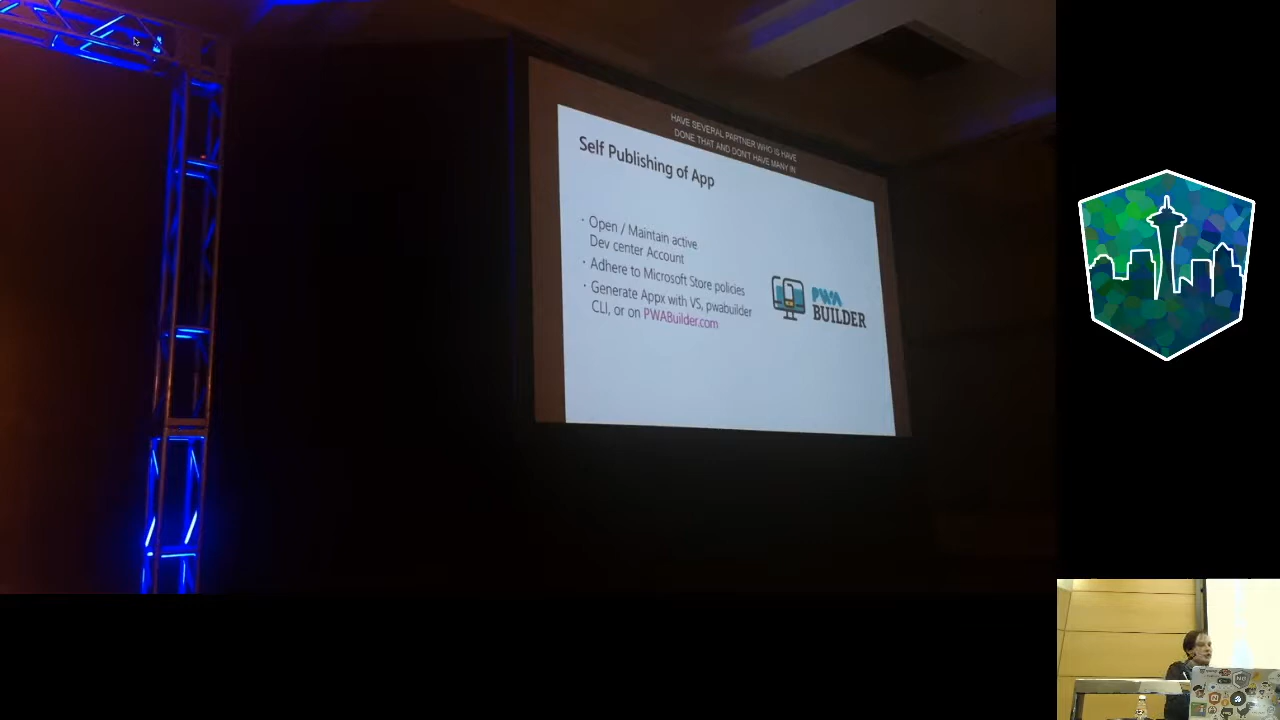 HAVE SEVERAL PARTNER WHO IS HAVE
DONE THAT AND DON'T HAVE MANY IN
Self Publishing of App
· Open / Maintain active
Dev center Account
· Adhere to Microsoft Store policies
· Generate Appx with VS, pwabuilder
CLI, or on PWABuilder.com
PWA
BUILDER